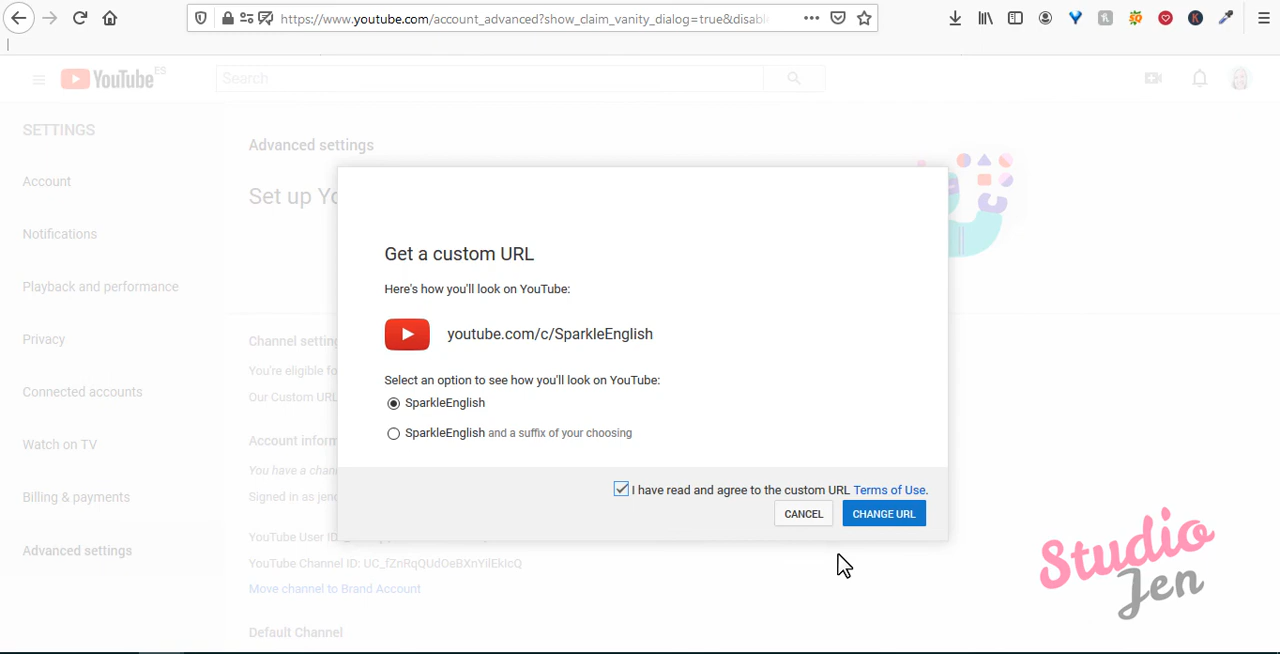 https://www.youtube.com/account_advanced?show_claim_vanity_dialog=true&disable
YouTube ES
Search
SETTINGS
Account
Notifications
Playback and performance
Privacy
Connected accounts
Watch on TV
Billing & payments
Advanced settings
Advanced settings
Set up Yo
Get a custom URL
Here's how you'll look on YouTube:
youtube.com/c/SparkleEnglish
Select an option to see how you'll look on YouTube:
SparkleEnglish
SparkleEnglish and a suffix of your choosing
I have read and agree to the custom URL Terms of Use.
CANCEL
CHANGE URL
Channel setting
You're eligible fo
Our Custom URL
Account inform
You have a chan
Signed in as jen
YouTube User ID:
YouTube Channel ID:
Move channel to Brand Account
Default Channel
Studio
Jen